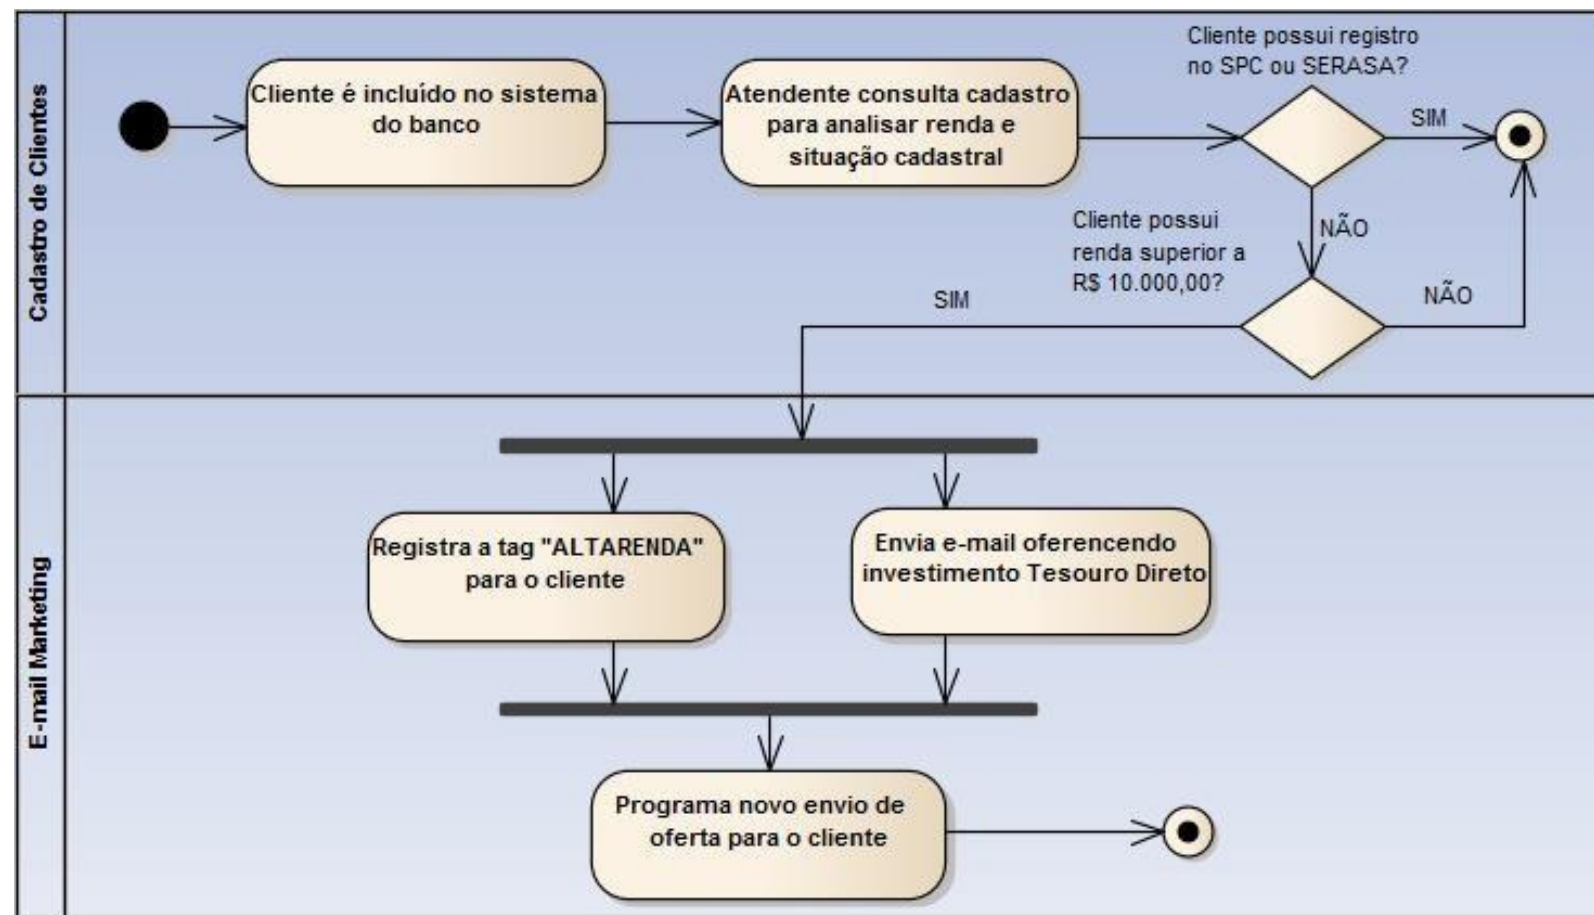 Cadastro de Clientes
Cliente é incluído no sistema
do banco
Atendente consulta cadastro
para analisar renda e
situação cadastral
Cliente possui registro
no SPC ou SERASA?
SIM
NÃO
Cliente possui
renda superior a
R$ 10.000,00?
SIM
NÃO
E-mail Marketing
Registra a tag "ALTARENDA"
para o cliente
Envia e-mail oferencendo
investimento Tesouro Direto
Programa novo envio de
oferta para o cliente